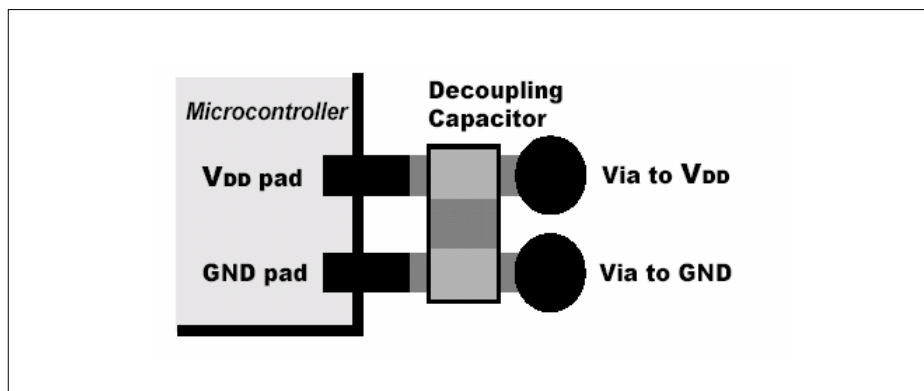 Decoupling
Capacitor
Microcontroller
VDD pad
Via to VDD
GND pad
Via to GND